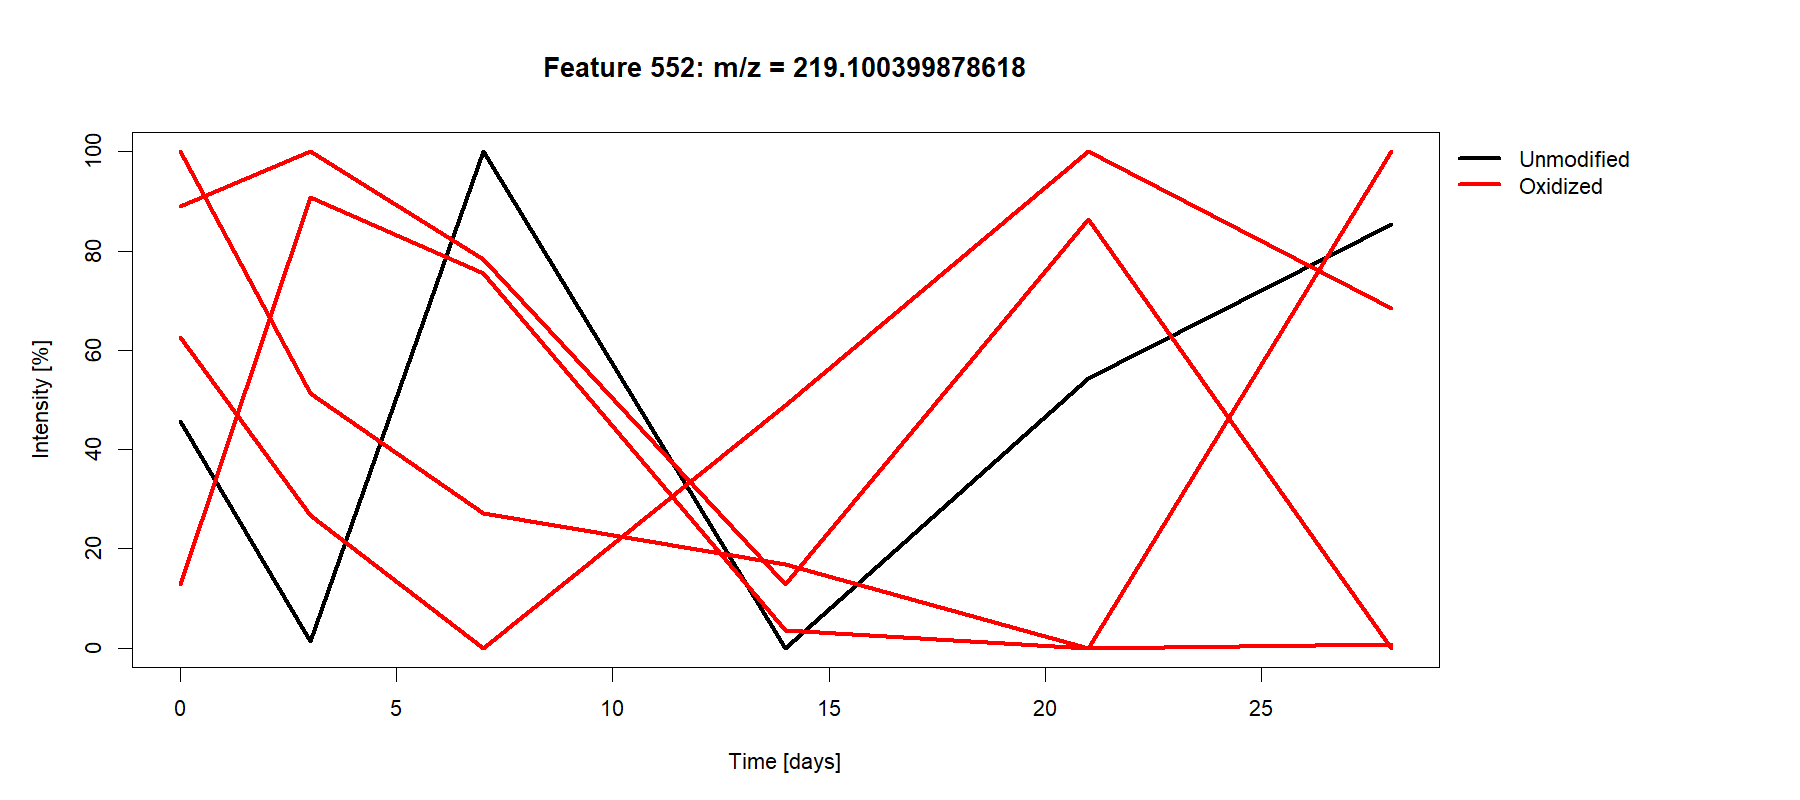 Feature 552: m/z = 219.100399878618
Unmodified
Oxidized
Intensity [%]
100
80
60
40
20
0
0 5 10 15 20 25
Time [days]